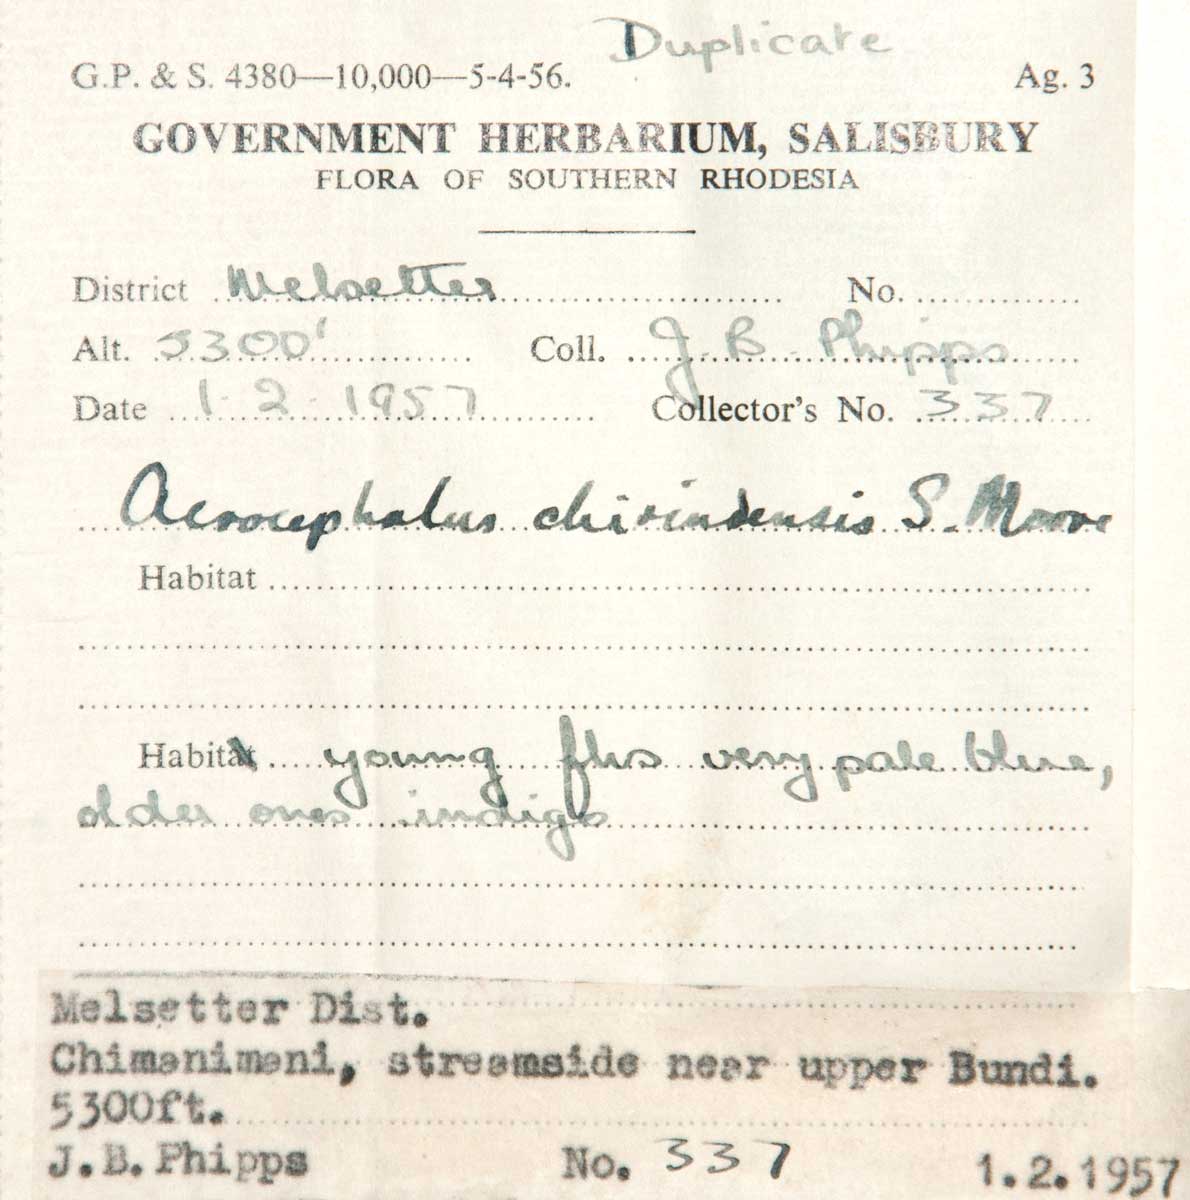 Duplicate
G.P. & S. 4380—10,000—5-4-56. Ag. 3
GOVERNMENT HERBARIUM, SALISBURY
FLORA OF SOUTHERN RHODESIA
District Melsetter No.
Alt. 5300' Coll. J. B. Phipps
Date 1.2.1957 Collector's No. 337
Acrocephalus chirindensis S. Moore
Habitat
Habitat young flrs very pale blue,
older ones indigo
Melsetter Dist.
Chimanimani, streamside near upper Bundi.
5300ft.
J.B. Phipps No. 337 1.2.1957